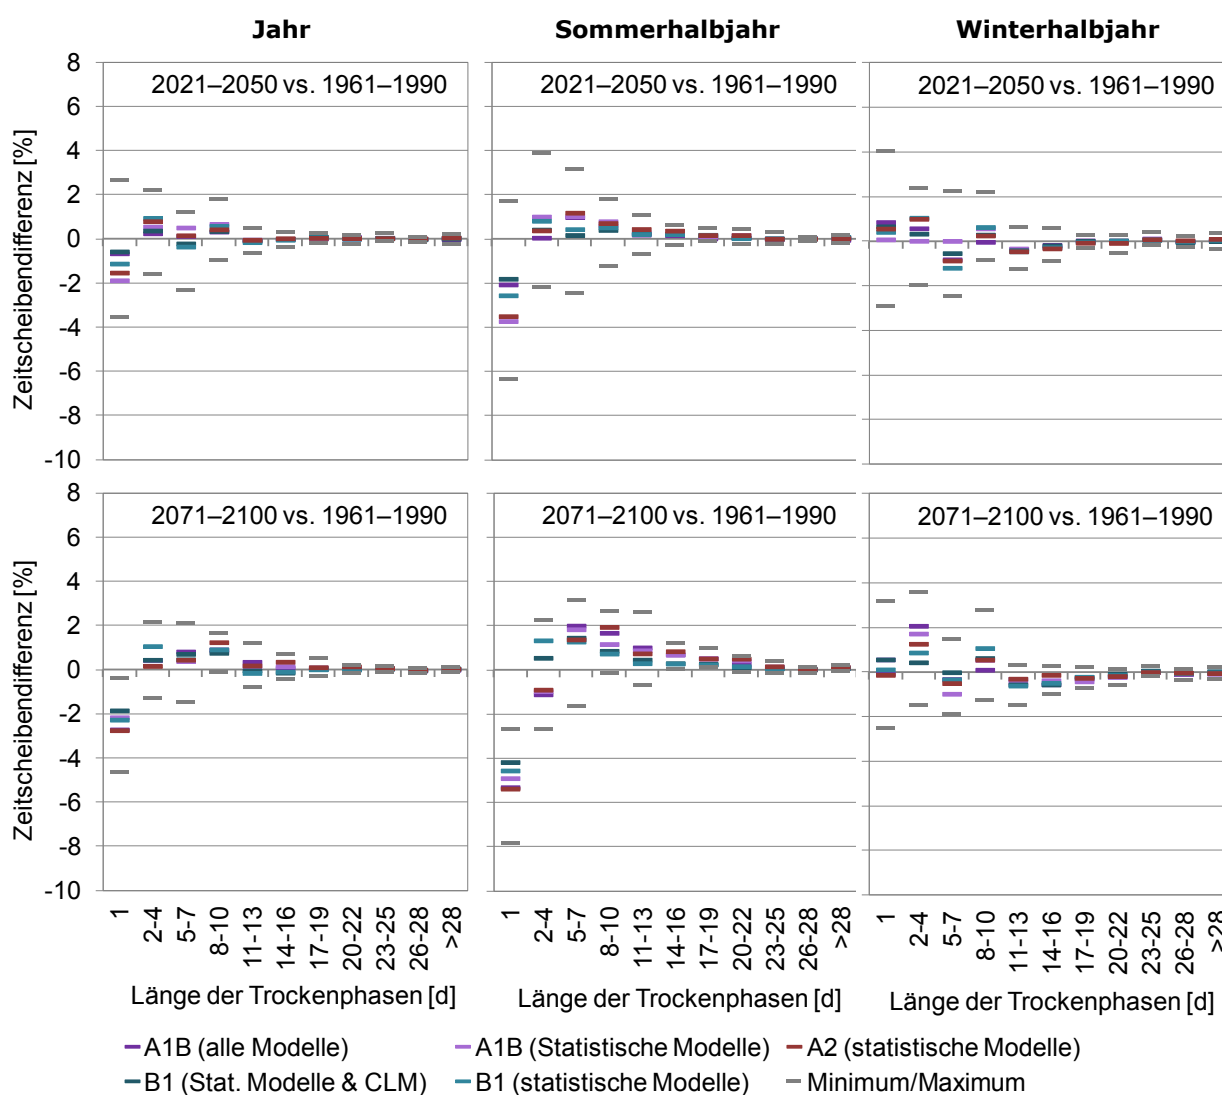 Jahr Sommerhalbjahr Winterhalbjahr
Zeitscheibendifferenz [%]
8
6
4
2
0
-2
-4
-6
-8
-10
2021–2050 vs. 1961–1990
2021–2050 vs. 1961–1990
2021–2050 vs. 1961–1990
Zeitscheibendifferenz [%]
8
6
4
2
0
-2
-4
-6
-8
-10
2071–2100 vs. 1961–1990
2071–2100 vs. 1961–1990
2071–2100 vs. 1961–1990
1 2-4 5-7 8-10 11-13 14-16 17-19 20-22 23-25 26-28 >28
1 2-4 5-7 8-10 11-13 14-16 17-19 20-22 23-25 26-28 >28
1 2-4 5-7 8-10 11-13 14-16 17-19 20-22 23-25 26-28 >28
Länge der Trockenphasen [d]
Länge der Trockenphasen [d]
Länge der Trockenphasen [d]
A1B (alle Modelle) A1B (Statistische Modelle) A2 (statistische Modelle)
B1 (Stat. Modelle & CLM) B1 (statistische Modelle) Minimum/Maximum